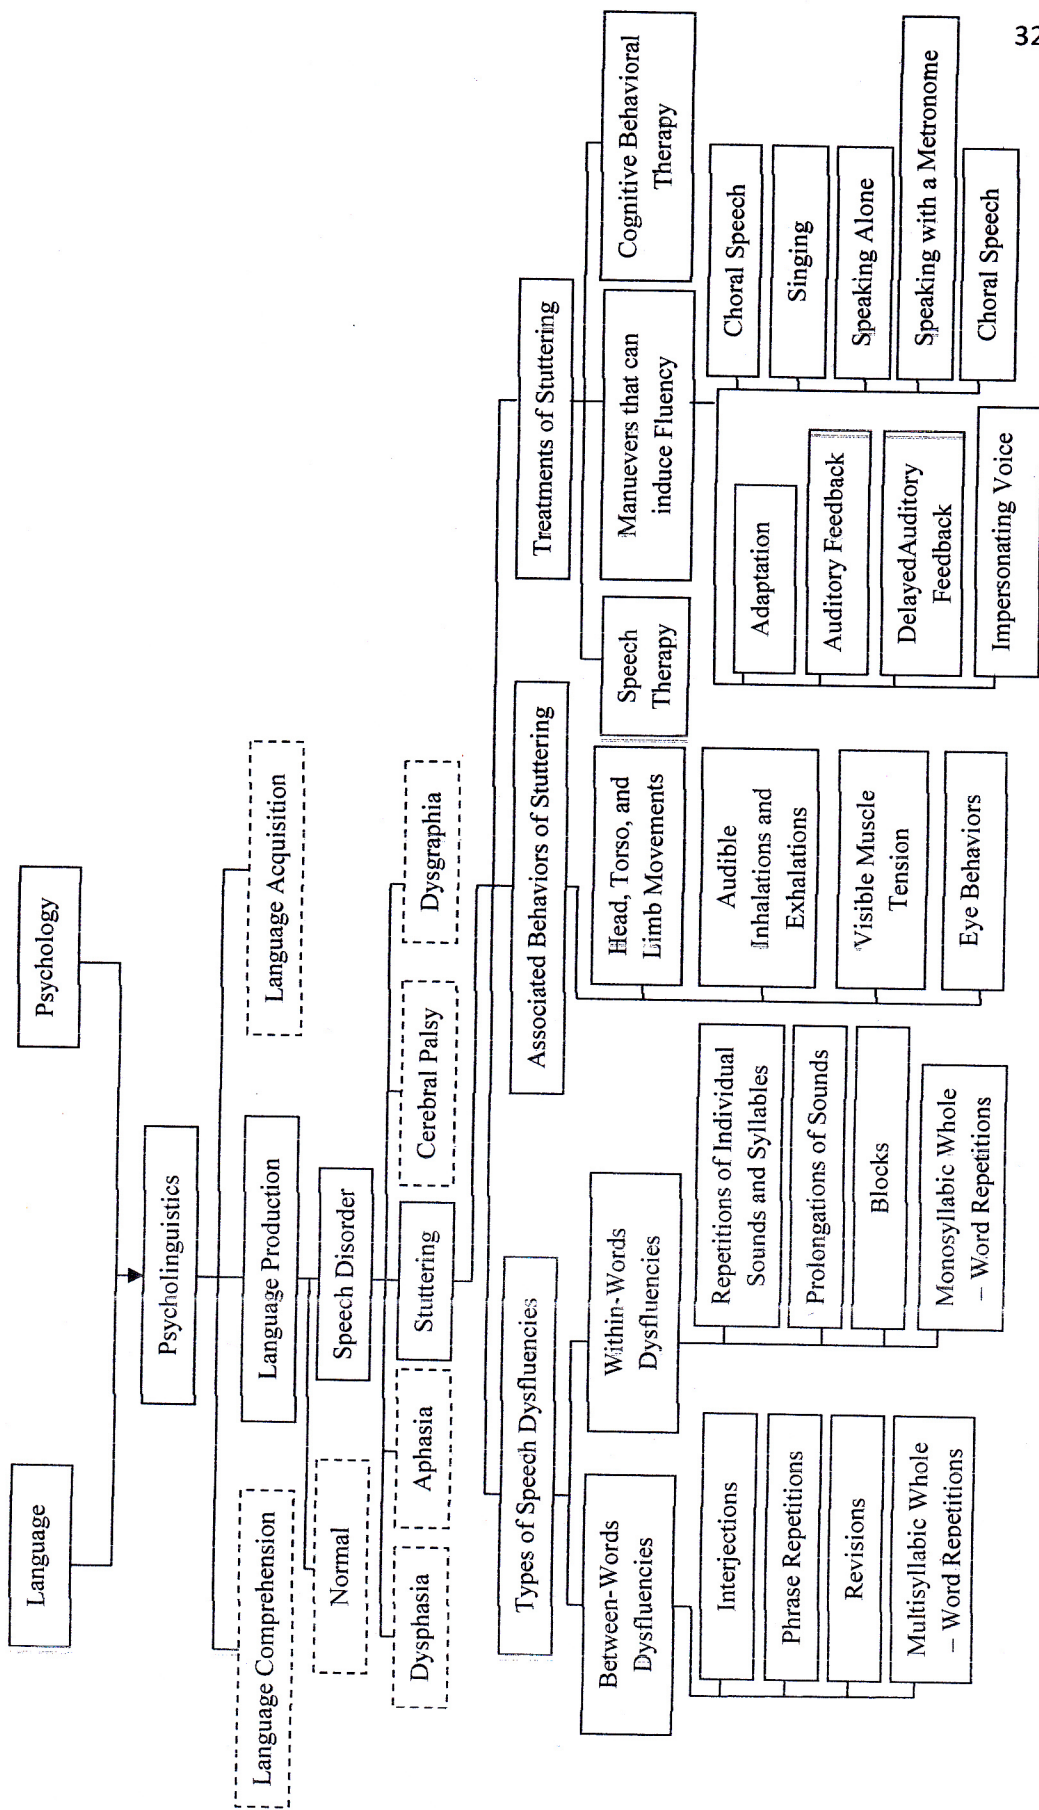 32
Language
Psychology
Psycholinguistics
Language Comprehension
Language Production
Language Acquisition
Normal
Speech Disorder
Dysphasia
Aphasia
Stuttering
Cerebral Palsy
Dysgraphia
Types of Speech Dysfluencies
Associated Behaviors of Stuttering
Treatments of Stuttering
Between-Words
Dysfluencies
Within-Words
Dysfluencies
Interjections
Phrase Repetitions
Revisions
Multisyllabic Whole
– Word Repetitions
Repetitions of Individual
Sounds and Syllables
Prolongations of Sounds
Blocks
Monosyllabic Whole
– Word Repetitions
Head, Torso, and
Limb Movements
Audible
Inhalations and
Exhalations
Visible Muscle
Tension
Eye Behaviors
Speech
Therapy
Manuevers that can
induce Fluency
Cognitive Behavioral
Therapy
Adaptation
Auditory Feedback
DelayedAuditory
Feedback
Impersonating Voice
Choral Speech
Singing
Speaking Alone
Speaking with a Metronome
Choral Speech